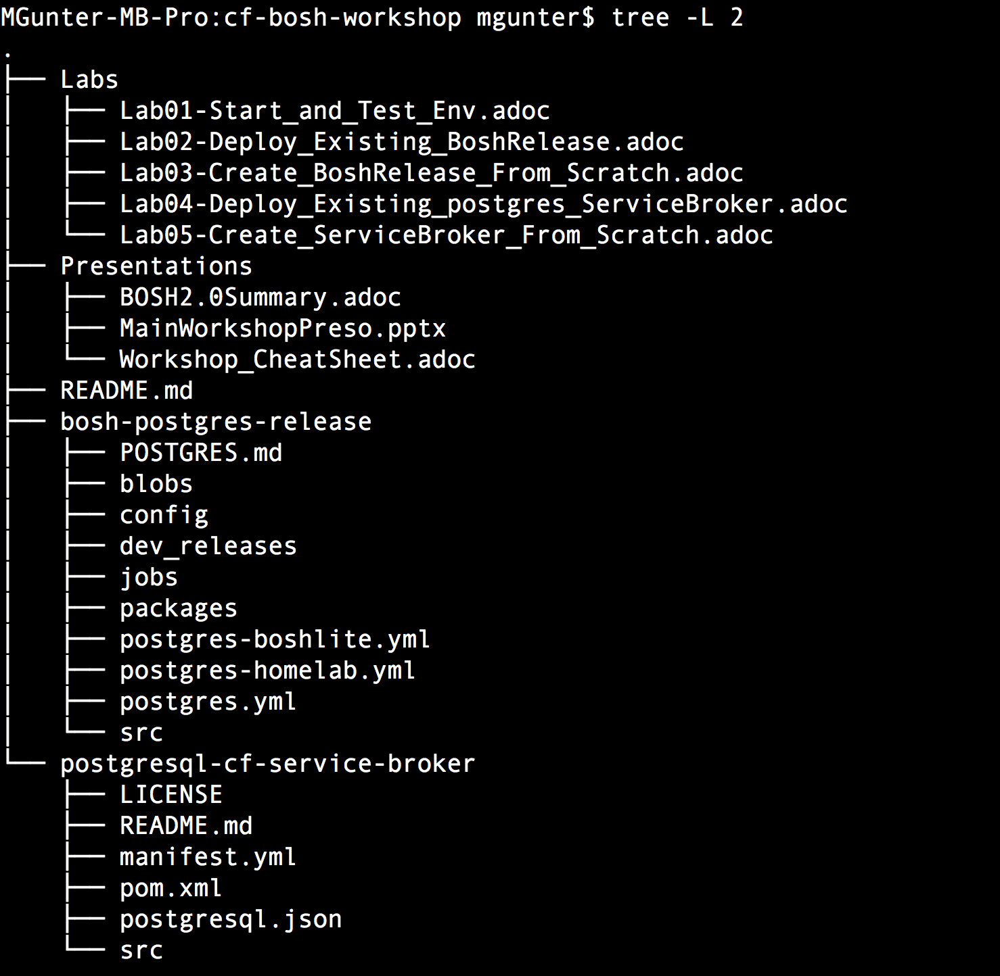 MGunter-MB-Pro:cf-bosh-workshop mgunter$ tree -L 2
.
├── Labs
│   ├── Lab01-Start_and_Test_Env.adoc
│   ├── Lab02-Deploy_Existing_BoshRelease.adoc
│   ├── Lab03-Create_BoshRelease_From_Scratch.adoc
│   ├── Lab04-Deploy_Existing_postgres_ServiceBroker.adoc
│   └── Lab05-Create_ServiceBroker_From_Scratch.adoc
├── Presentations
│   ├── BOSH2.0Summary.adoc
│   ├── MainWorkshopPreso.pptx
│   └── Workshop_CheatSheet.adoc
├── README.md
├── bosh-postgres-release
│   ├── POSTGRES.md
│   ├── blobs
│   ├── config
│   ├── dev_releases
│   ├── jobs
│   ├── packages
│   ├── postgres-boshlite.yml
│   ├── postgres-homelab.yml
│   ├── postgres.yml
│   └── src
└── postgresql-cf-service-broker
    ├── LICENSE
    ├── README.md
    ├── manifest.yml
    ├── pom.xml
    ├── postgresql.json
    └── src